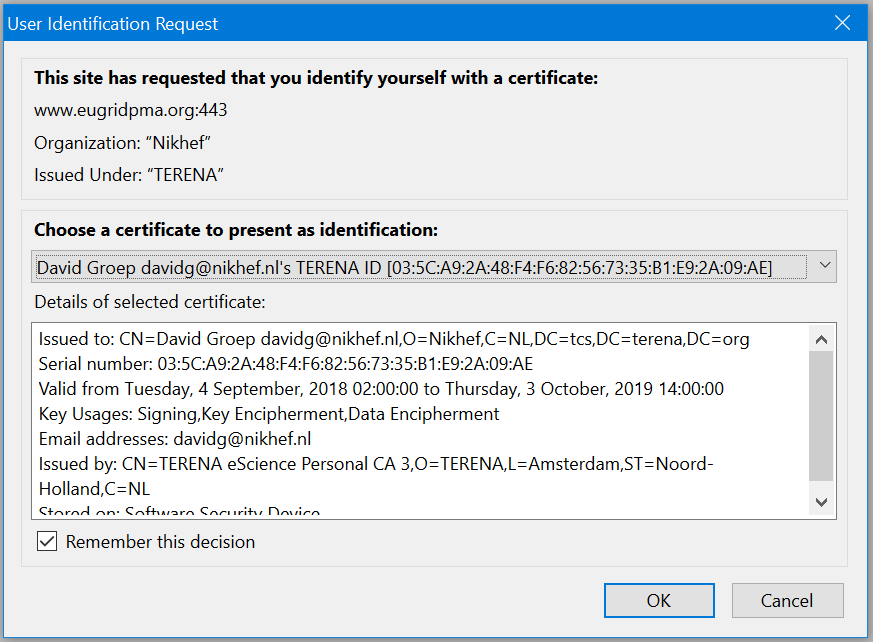 User Identification Request
This site has requested that you identify yourself with a certificate:
www.eugridpma.org:443
Organization: “Nikhef”
Issued Under: “TERENA”
Choose a certificate to present as identification:
David Groep davidg@nikhef.nl's TERENA ID [03:5C:A9:2A:48:F4:F6:82:56:73:35:B1:E9:2A:09:AE]
Details of selected certificate:
Issued to: CN=David Groep davidg@nikhef.nl,O=Nikhef,C=NL,DC=tcs,DC=terena,DC=org
Serial number: 03:5C:A9:2A:48:F4:F6:82:56:73:35:B1:E9:2A:09:AE
Valid from Tuesday, 4 September, 2018 02:00:00 to Thursday, 3 October, 2019 14:00:00
Key Usages: Signing,Key Encipherment,Data Encipherment
Email addresses: davidg@nikhef.nl
Issued by: CN=TERENA eScience Personal CA 3,O=TERENA,L=Amsterdam,ST=Noord-
Holland,C=NL
Stored on: Software Security Device
Remember this decision
OK
Cancel